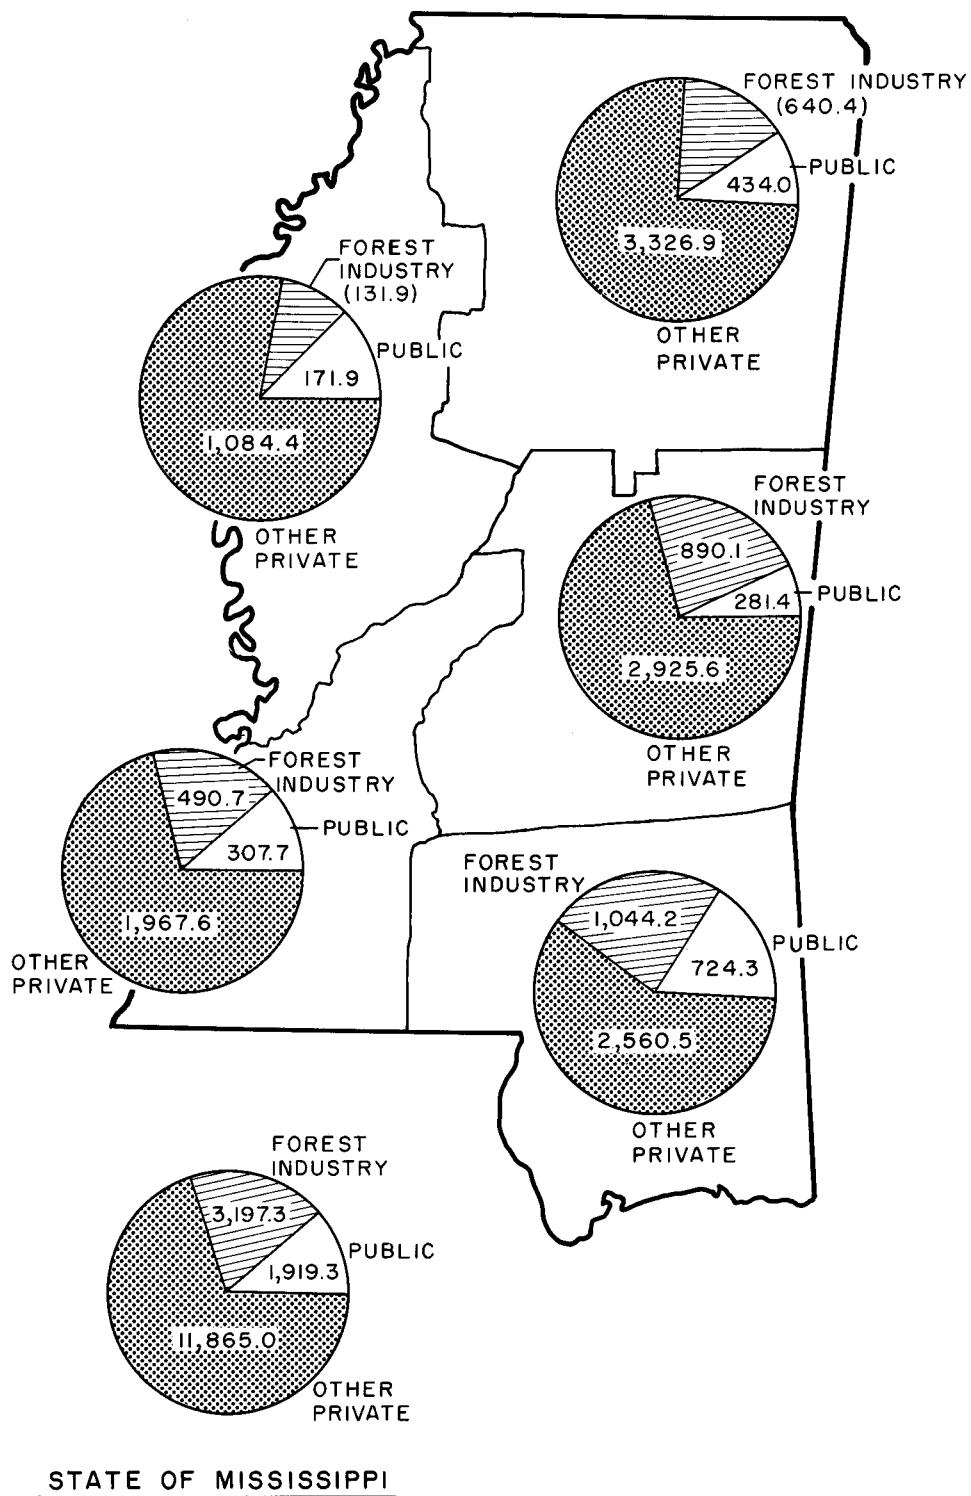 FOREST INDUSTRY
(640.4)
PUBLIC
434.0
3,326.9
OTHER
PRIVATE
FOREST
INDUSTRY
(131.9)
PUBLIC
171.9
1,084.4
OTHER
PRIVATE
FOREST
INDUSTRY
890.1
PUBLIC
281.4
2,925.6
OTHER
PRIVATE
FOREST
INDUSTRY
490.7
PUBLIC
307.7
1,967.6
OTHER
PRIVATE
FOREST
INDUSTRY
1,044.2
PUBLIC
724.3
2,560.5
OTHER
PRIVATE
FOREST
INDUSTRY
3,197.3
PUBLIC
1,919.3
11,865.0
OTHER
PRIVATE
STATE OF MISSISSIPPI